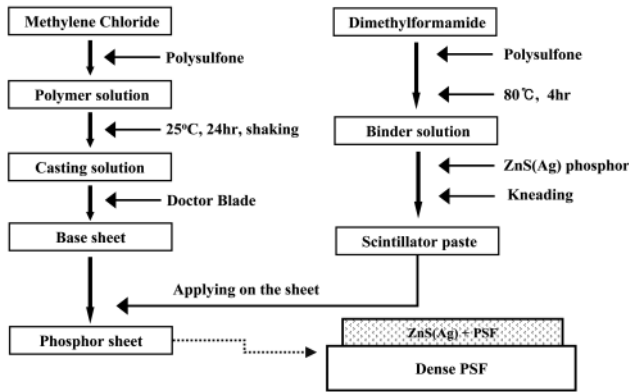 Methylene Chloride
Polysulfone
Polymer solution
25°C, 24hr, shaking
Casting solution
Doctor Blade
Base sheet
Applying on the sheet
Phosphor sheet
Dimethylformamide
Polysulfone
80℃, 4hr
Binder solution
ZnS(Ag) phosphor
Kneading
Scintillator paste
ZnS(Ag) + PSF
Dense PSF